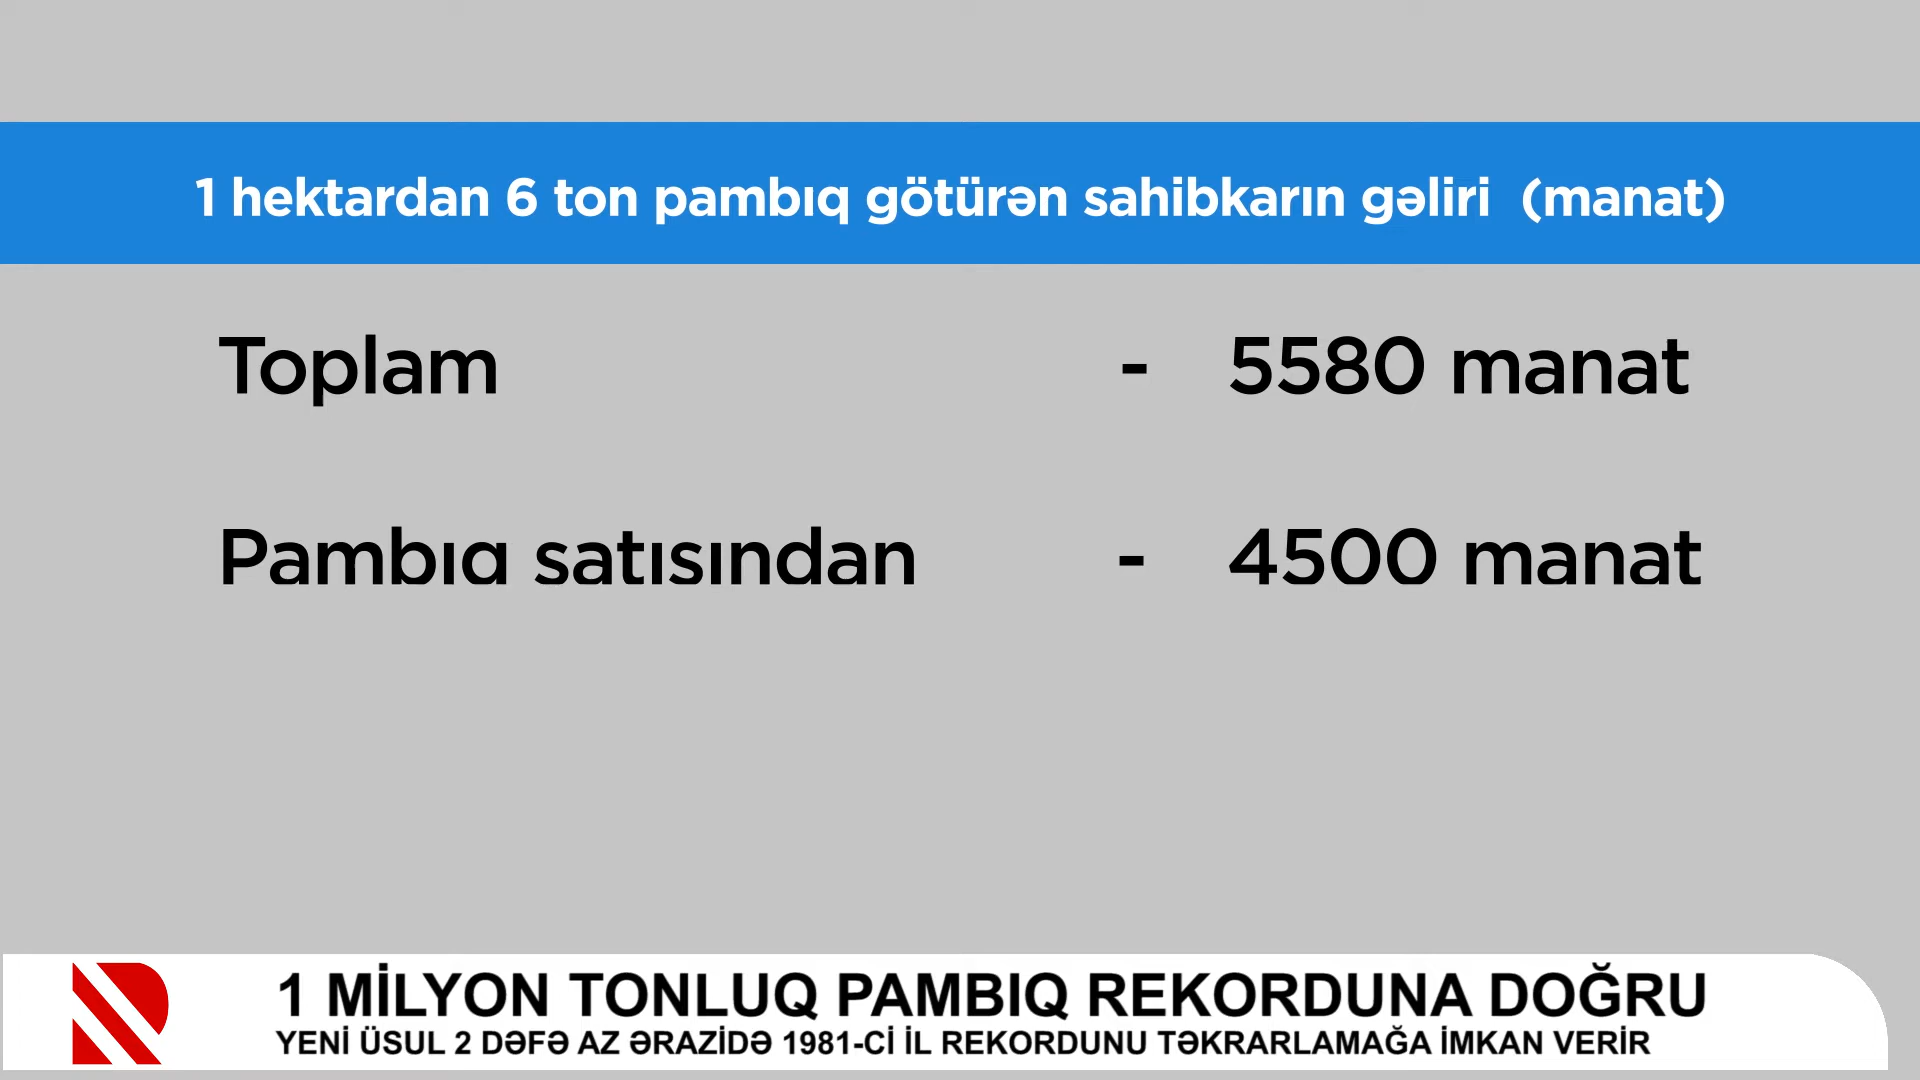 1 hektardan 6 ton pambıq götürən sahibkarın gəliri (manat)
Toplam - 5580 manat
Pambıq satışından - 4500 manat
1 MİLYON TONLUQ PAMBIQ REKORDUNA DOĞRU
YENİ ÜSUL 2 DƏFƏ AZ ƏRAZİDƏ 1981-Cİ İL REKORDUNU TƏKRARLAMAĞA İMKAN VERİR